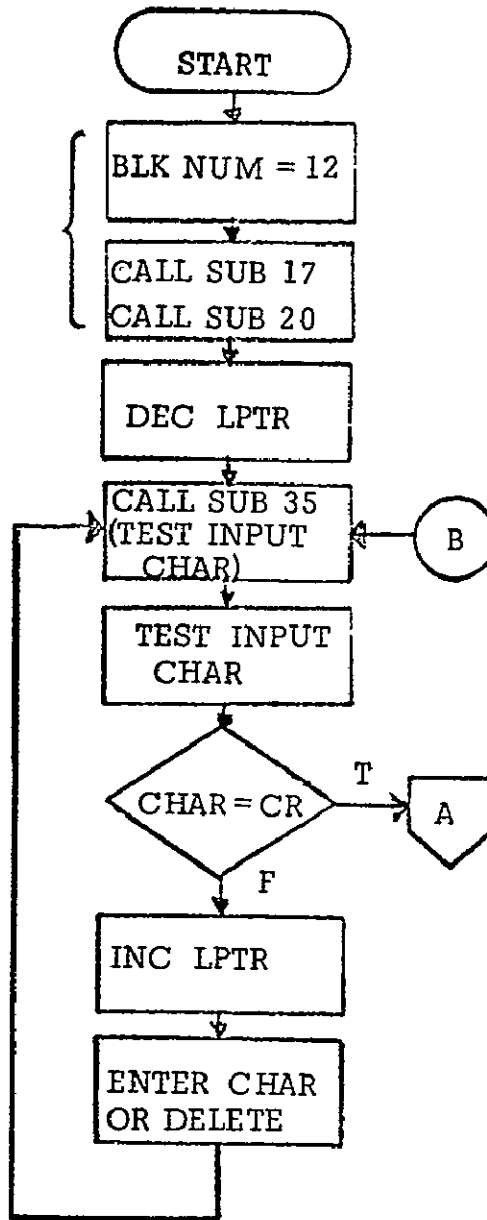 START
BLK NUM = 12
CALL SUB 17
CALL SUB 20
DEC LPTR
CALL SUB 35
(TEST INPUT
CHAR)
B
TEST INPUT
CHAR
CHAR = CR
T
A
F
INC LPTR
ENTER CHAR
OR DELETE